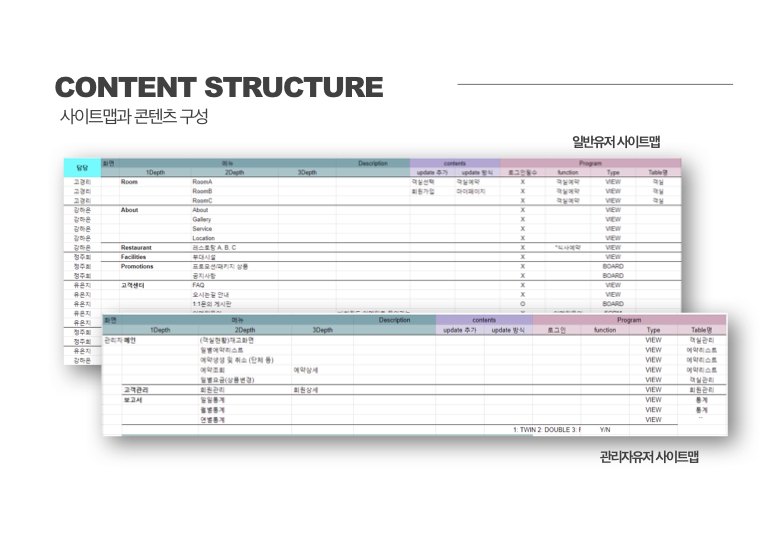 CONTENT STRUCTURE
사이트맵과 콘텐츠 구성
일반유저 사이트맵
담당 화면 메뉴 Description contents Program
1Depth 2Depth 3Depth update 추가 update 방식 로그인필수 function Type Table명
고경리 Room RoomA 객실선택 객실예약 X 객실예약 VIEW 객실
고경리 RoomB 회원가입 마이페이지 X 객실예약 VIEW 객실
고경리 RoomC X 객실예약 VIEW 객실
강하은 About About X VIEW
강하은 Gallery X VIEW
강하은 Service X VIEW
강하은 Location X VIEW
강하은 Restaurant 레스토랑 A, B, C X "식사예약 VIEW
정주희 Facilities 부대시설 X VIEW
정주희 Promotions 프로모션/패키지 상품 X BOARD
정주희 공지사항 X BOARD
유은지 고객센터 FAQ X VIEW
유은지 오시는길 안내 X VIEW
유은지 1:1문의 게시판 O BOARD
유은지
유은지
정주희
정주희
유은지
강하은
화면 메뉴 Description contents Program
1Depth 2Depth 3Depth update 추가 update 방식 로그인 function Type Table명
관리자 메인 (객실현황)재고화면 VIEW 객실관리
일별예약리스트 VIEW 예약리스트
예약생성 및 취소 (단체 등) VIEW 예약리스트
예약조회 예약상세 VIEW 예약리스트
일별요금(상품변경) VIEW 객실관리
고객관리 회원관리 회원상세 VIEW 회원관리
보고서 일일통계 VIEW 통계
월별통계 VIEW 통계
연별통계 VIEW
1: TWIN 2: DOUBLE 3: F Y/N
관리자유저 사이트맵